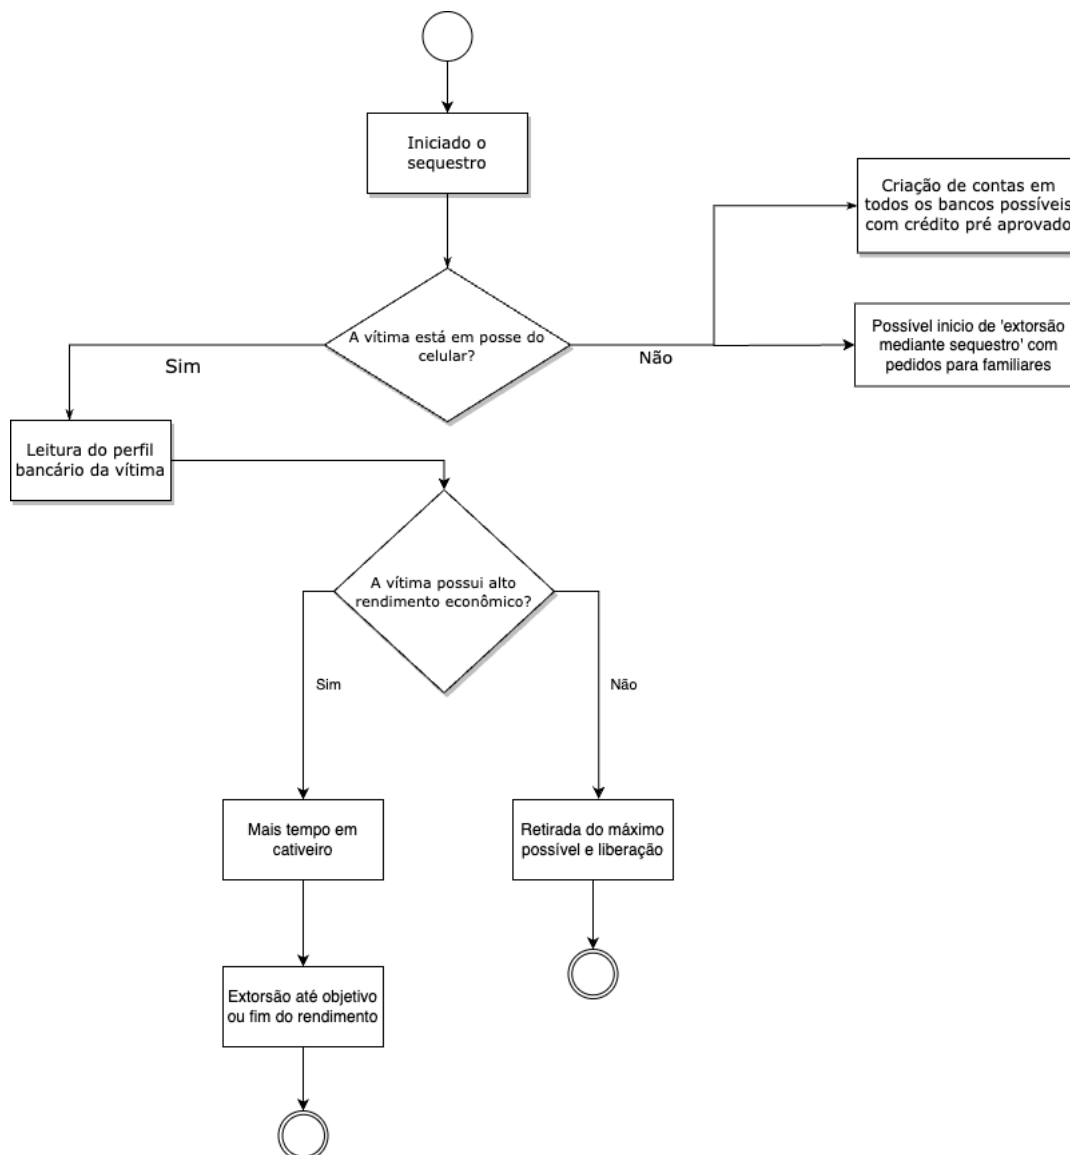 Iniciado o
sequestro
Criação de contas em
todos os bancos possíveis
com crédito pré aprovado
A vítima está em posse do
celular?
Sim
Não
Possível inicio de 'extorsão
mediante sequestro' com
pedidos para familiares
Leitura do perfil
bancário da vítima
A vítima possui alto
rendimento econômico?
Sim
Não
Mais tempo em
cativeiro
Retirada do máximo
possível e liberação
Extorsão até objetivo
ou fim do rendimento